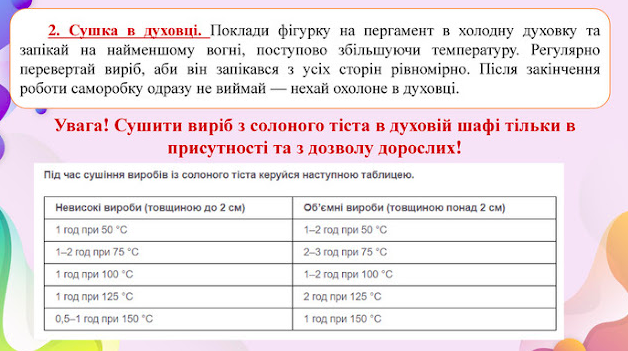 2. Сушка в духовці. Поклади фігурку на пергамент в холодну духовку та
запікай на найменшому вогні, поступово збільшуючи температуру. Регулярно
перевертай виріб, аби він запікався з усіх сторін рівномірно. Після закінчення
роботи саморобку одразу не виймай — нехай охолоне в духовці.
Увага! Сушити виріб з солоного тіста в духовій шафі тільки в
присутності та з дозволу дорослих!
Під час сушіння виробів із солоного тіста керуйся наступною таблицею.
Невисокі вироби (товщиною до 2 см) Об'ємні вироби (товщиною понад 2 см)
1 год при 50 °C 1–2 год при 50 °C
1–2 год при 75 °C 2–3 год при 75 °C
1 год при 100 °C 1–2 год при 100 °C
1 год при 125 °C 2 год при 125 °C
0,5–1 год при 150 °C 1 год при 150 °C